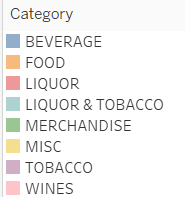 Category
BEVERAGE
FOOD
LIQUOR
LIQUOR & TOBACCO
MERCHANDISE
MISC
TOBACCO
WINES